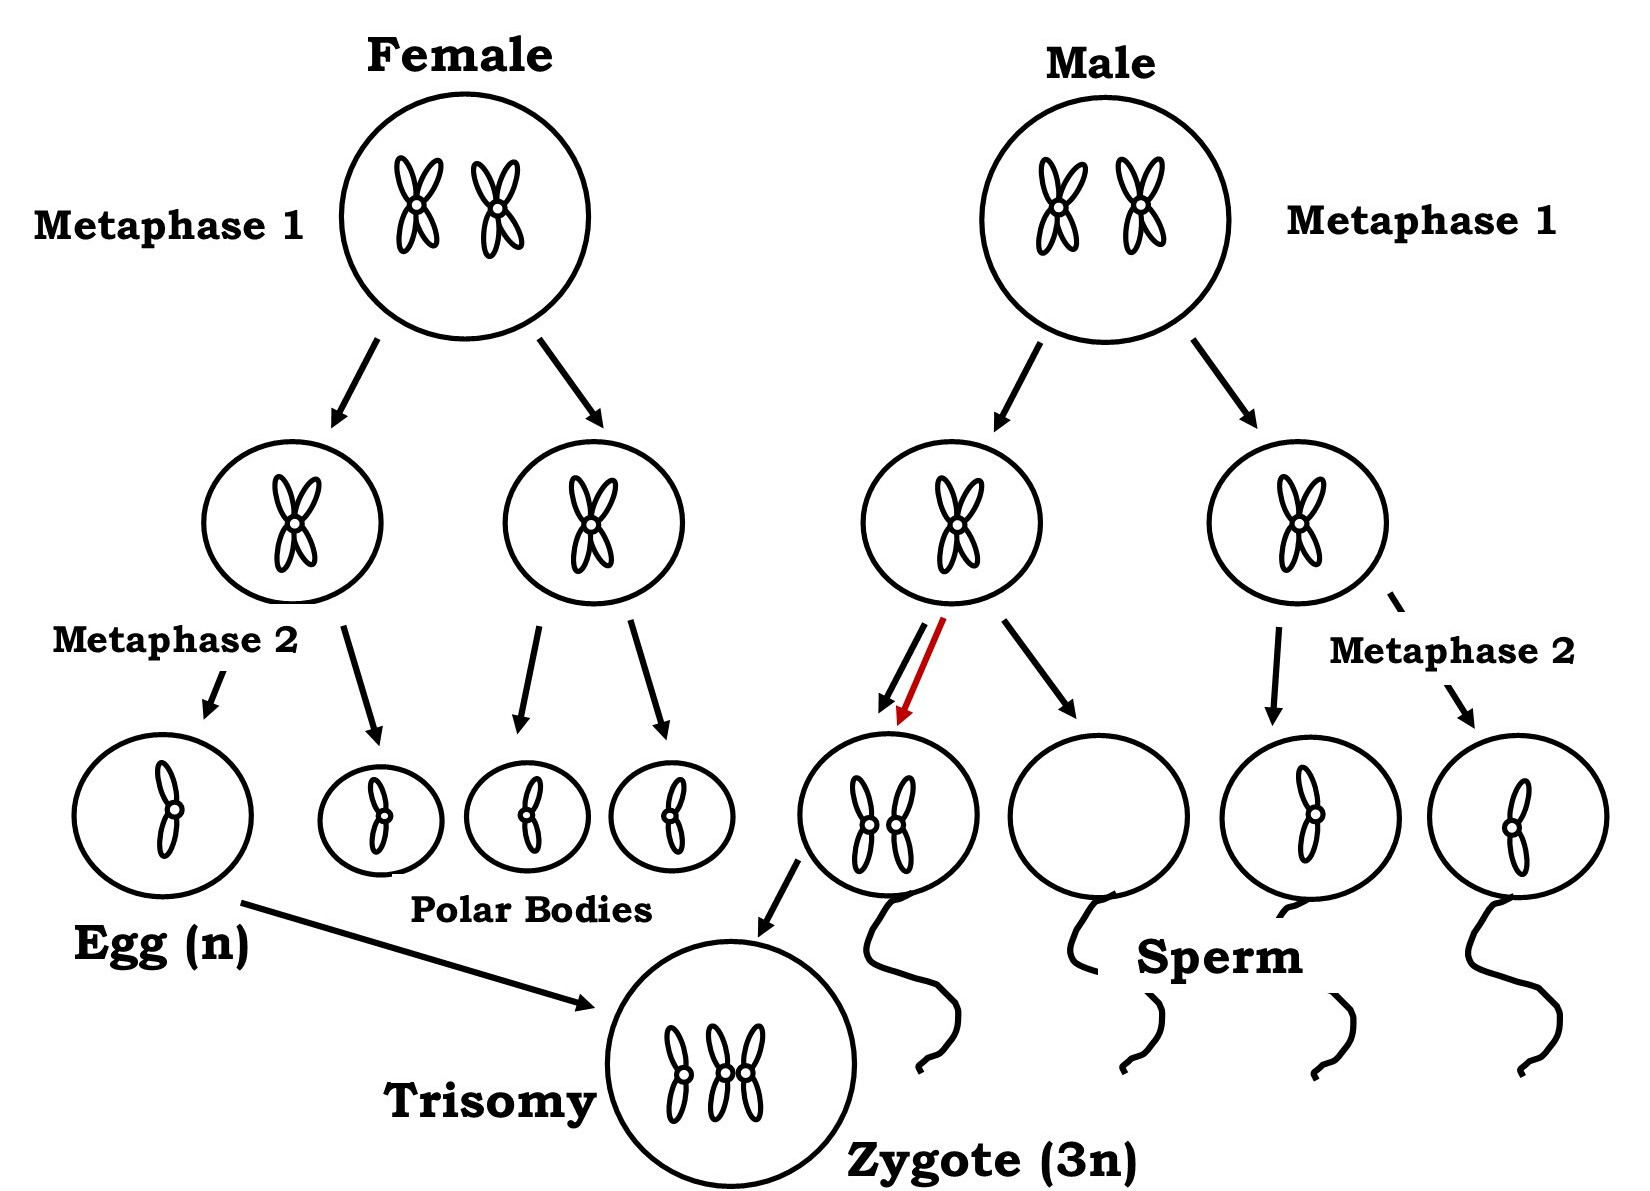 Female
Male
Metaphase 1
Metaphase 1
Metaphase 2
Metaphase 2
Polar Bodies
Egg (n)
Sperm
Trisomy
Zygote (3n)